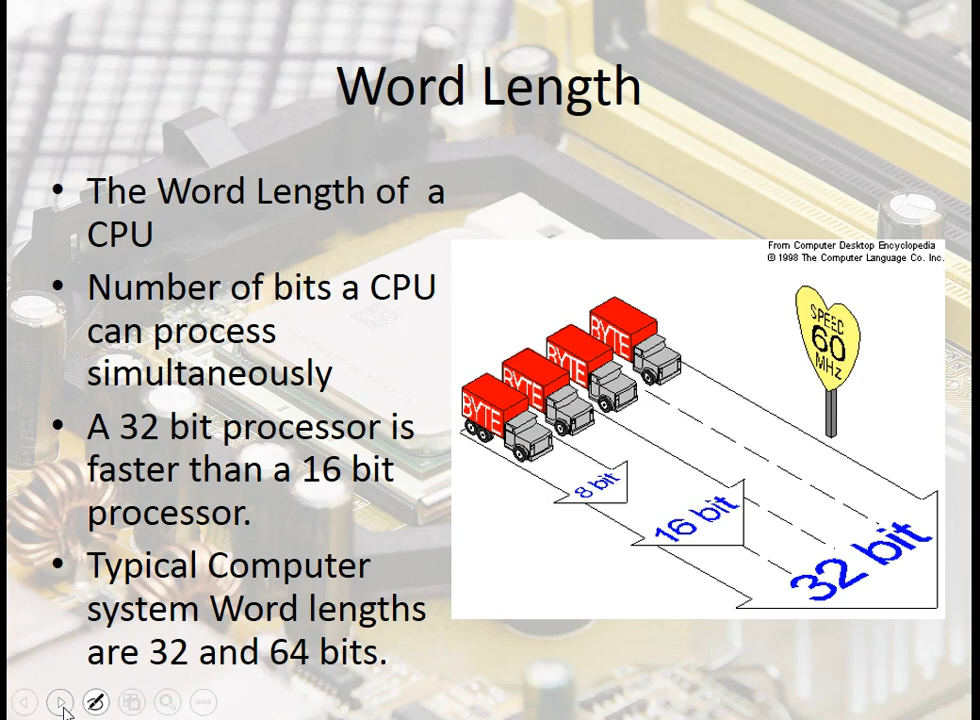 Word Length
• The Word Length of a
CPU
• Number of bits a CPU
can process
simultaneously
• A 32 bit processor is
faster than a 16 bit
processor.
• Typical Computer
system Word lengths
are 32 and 64 bits.
From Computer Desktop Encyclopedia
© 1998 The Computer Language Co. Inc.
SPEED
60
MHz
BYTE
BYTE
BYTE
BYTE
8 bit
16 bit
32 bit